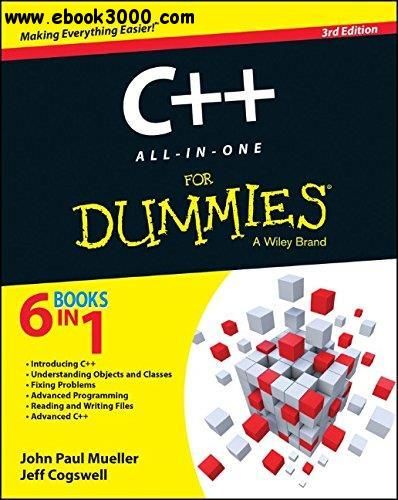 www.ebook3000.com
Making Everything Easier!™
3rd Edition
C++
ALL-IN-ONE
FOR
DUMMIES®
A Wiley Brand
6 BOOKS
IN 1
• Introducing C++
• Understanding Objects and Classes
• Fixing Problems
• Advanced Programming
• Reading and Writing Files
• Advanced C++
John Paul Mueller
Jeff Cogswell